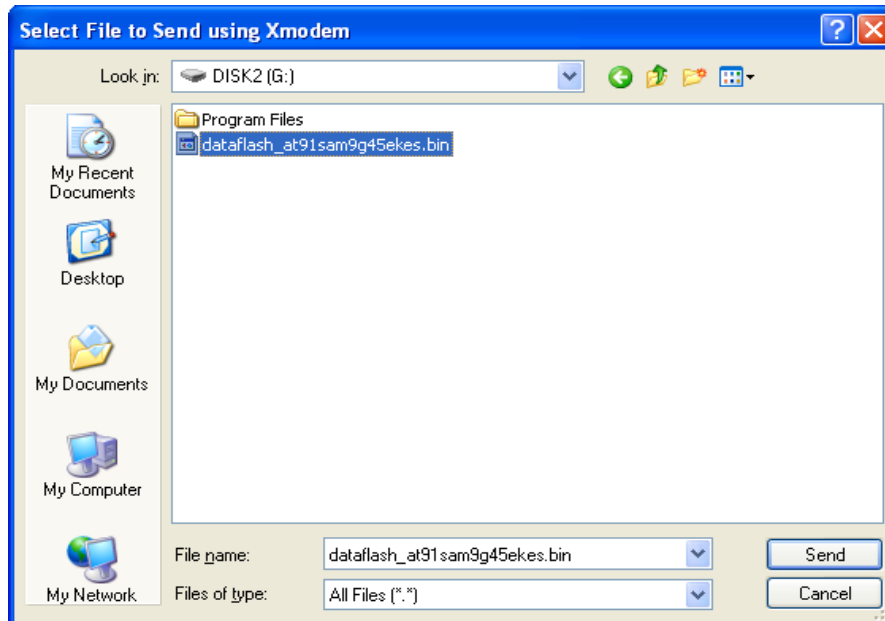 Select File to Send using Xmodem
Look in:
DISK2 (G:)
Program Files
dataflash_at91sam9g45ekes.bin
My Recent
Documents
Desktop
My Documents
My Computer
My Network
File name:
dataflash_at91sam9g45ekes.bin
Send
Files of type:
All Files (*.*)
Cancel